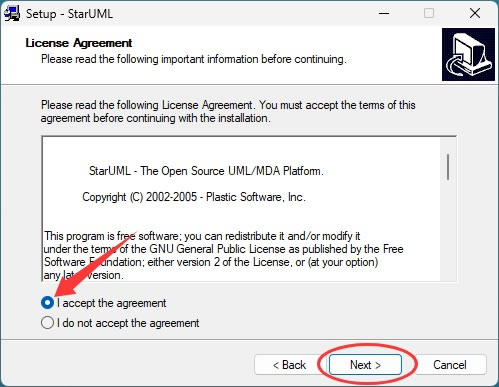 Setup - StarUML
License Agreement
Please read the following important information before continuing.
Please read the following License Agreement. You must accept the terms of this
agreement before continuing with the installation.
StarUML - The Open Source UML/MDA Platform.
Copyright (C) 2002-2005 - Plastic Software, Inc.
This program is free software; you can redistribute it and/or modify it
under the terms of the GNU General Public License as published by the Free
Software Foundation; either version 2 of the License, or (at your option)
any later version.
I accept the agreement
I do not accept the agreement
< Back Next > Cancel